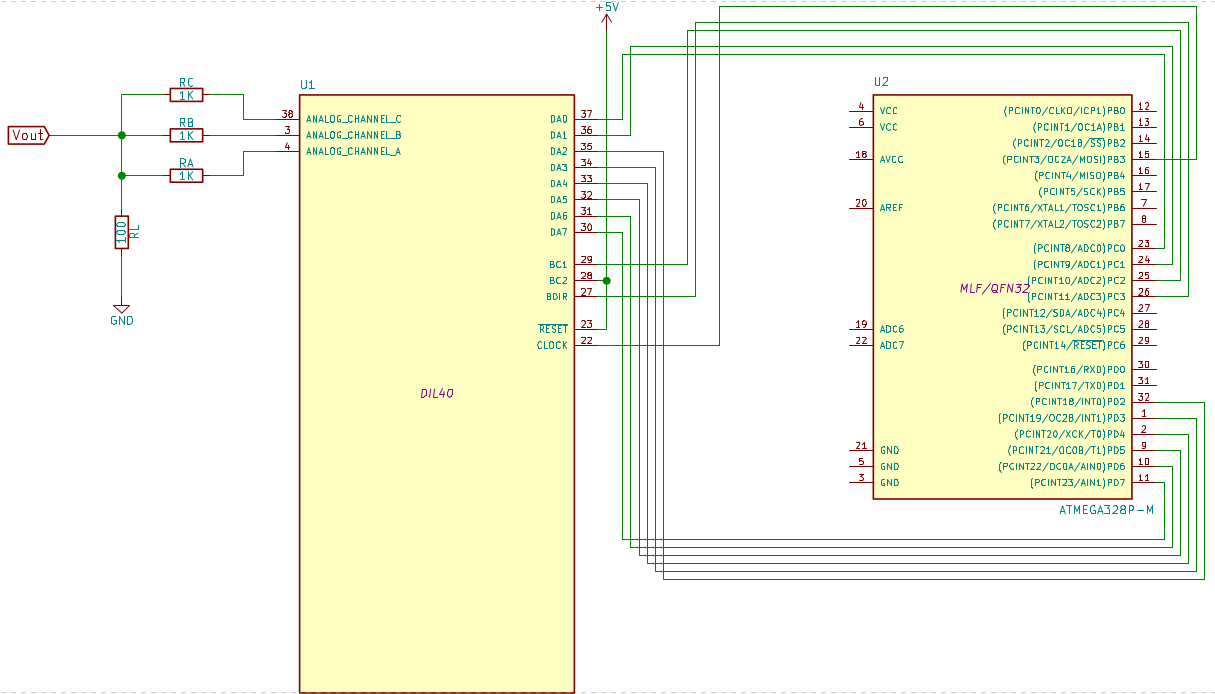 +5V
U1
U2
RC
1K
RB
1K
RA
1K
Vout
100
RL
GND
38 ANALOG_CHANNEL_C
3 ANALOG_CHANNEL_B
4 ANALOG_CHANNEL_A
DA0 37
DA1 36
DA2 35
DA3 34
DA4 33
DA5 32
DA6 31
DA7 30
BC1 29
BC2 28
BDIR 27
RESET 23
CLOCK 22
DIL40
4 VCC
6 VCC
18 AVCC
20 AREF
19 ADC6
22 ADC7
21 GND
5 GND
3 GND
MLF/QFN32
(PCINT0/CLKO/ICP1)PB0 12
(PCINT1/OC1A)PB1 13
(PCINT2/OC1B/SS)PB2 14
(PCINT3/OC2A/MOSI)PB3 15
(PCINT4/MISO)PB4 16
(PCINT5/SCK)PB5 17
(PCINT6/XTAL1/TOSC1)PB6 7
(PCINT7/XTAL2/TOSC2)PB7 8
(PCINT8/ADC0)PC0 23
(PCINT9/ADC1)PC1 24
(PCINT10/ADC2)PC2 25
(PCINT11/ADC3)PC3 26
(PCINT12/SDA/ADC4)PC4 27
(PCINT13/SCL/ADC5)PC5 28
(PCINT14/RESET)PC6 29
(PCINT16/RXD)PD0 30
(PCINT17/TXD)PD1 31
(PCINT18/INT0)PD2 32
(PCINT19/OC2B/INT1)PD3 1
(PCINT20/XCK/T0)PD4 2
(PCINT21/OC0B/T1)PD5 9
(PCINT22/OC0A/AIN0)PD6 10
(PCINT23/AIN1)PD7 11
ATMEGA328P-M